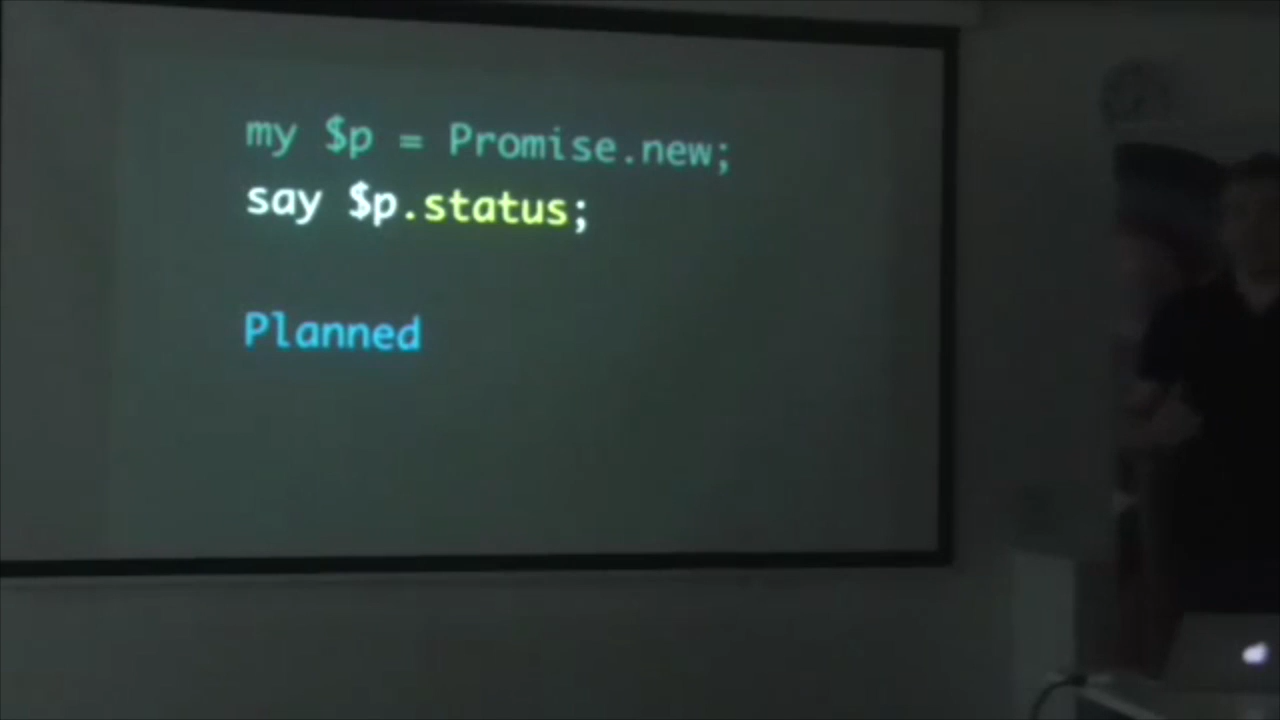 my $p = Promise.new;
say $p.status;
Planned